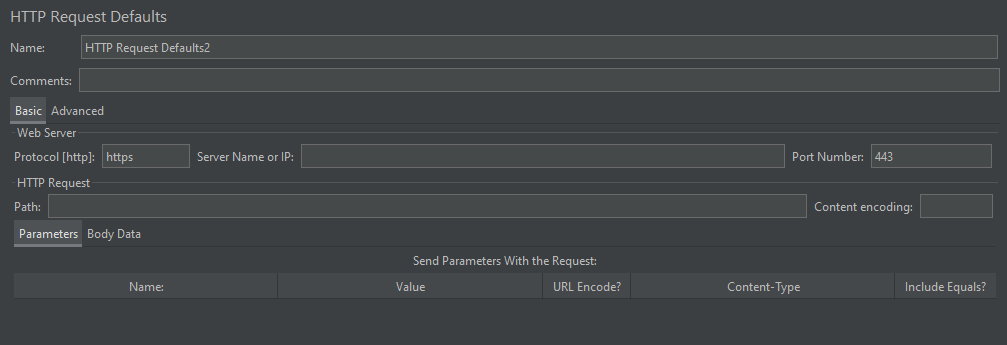 HTTP Request Defaults
Name: HTTP Request Defaults2
Comments:
Basic Advanced
Web Server
Protocol [http]: https Server Name or IP: Port Number: 443
HTTP Request
Path: Content encoding:
Parameters Body Data
Send Parameters With the Request:
Name: Value URL Encode? Content-Type Include Equals?